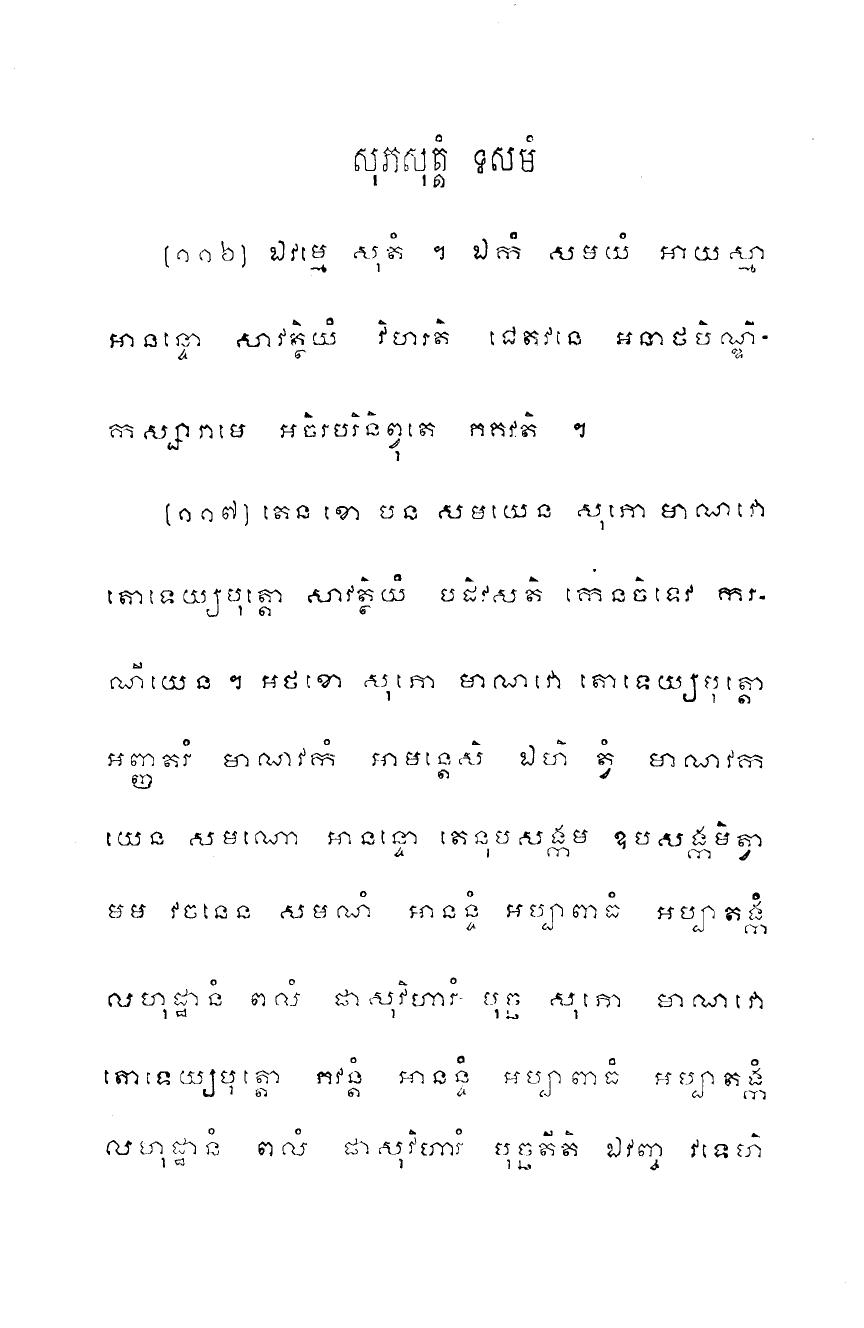 សុភសុត្តំ ទសមំ
[១១៦] ឯវម្មេ សុតំ ។ ឯកំ សមយំ អាយស្មា
អានន្ទោ សាវត្ថិយំ វិហរតិ ជេតវនេ អនាថបិណ្ឌិ-
កស្សារាមេ អចិរបរិនិព្វុតេ ភគវតិ ។
[១១៧] តេន ខោ បន សមយេន សុភោ មាណវោ
តោទេយ្យបុត្តោ សាវត្ថិយំ បដិវសតិ កេនចិទេវ ករ-
ណីយេន ។ អថខោ សុភោ មាណវោ តោទេយ្យបុត្តោ
អញ្ញតរំ មាណវកំ អាមន្តេសិ ឯហិ ត្វំ មាណវក
យេន សមណោ អានន្ទោ តេនុបសង្កម ឧបសង្កមិត្វា
មម វចនេន សមណំ អានន្ទំ អប្បាពាធំ អប្បាតង្កំ
លហុដ្ឋានំ ពលំ ផាសុវិហារំ បុច្ឆ សុភោ មាណវោ
តោទេយ្យបុត្តោ ភវន្តំ អានន្ទំ អប្បាពាធំ អប្បាតង្កំ
លហុដ្ឋានំ ពលំ ផាសុវិហារំ បុច្ឆតីតិ ឯវញ្ច វទេហិ